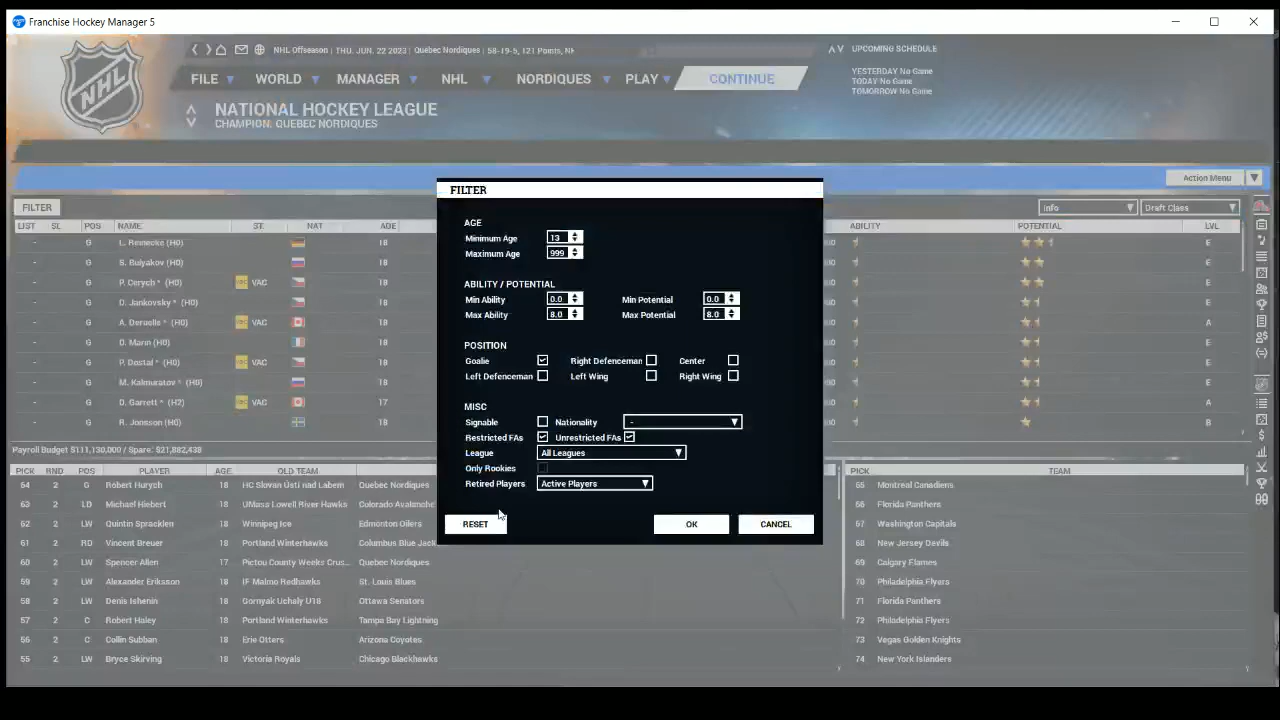 Franchise Hockey Manager 5
NHL Offseason | THU. JUN. 22 2023 | Quebec Nordiques | 58-19-5, 121 Points, NH
UPCOMING SCHEDULE
YESTERDAY No Game
TODAY No Game
TOMORROW No Game
NHL
FILE WORLD MANAGER NHL NORDIQUES PLAY CONTINUE
NATIONAL HOCKEY LEAGUE
CHAMPION: QUEBEC NORDIQUES
Action Menu
FILTER
Info Draft Class
LIST POS NAME ST. NAT AGE ABILITY POTENTIAL LVL
- G L. Reinecke (H0) 18 E
- G S. Bulyakov (H0) 18 E
- G P. Cerych * (H0) VAC 18 E
- G D. Jankovsky * (H0) 18 E
- G A. Deruelle * (H0) VAC 18 A
- G D. Marin (H0) 18 E
- G P. Dostal * (H0) VAC 18 E
- G M. Kalmuratov * (H0) 18 E
- G D. Garrett * (H2) VAC 17 A
- G R. Jonsson (H0) 18 B
FILTER
AGE
Minimum Age 13
Maximum Age 999
ABILITY / POTENTIAL
Min Ability 0.0 Min Potential 0.0
Max Ability 8.0 Max Potential 8.0
POSITION
Goalie Right Defenceman Center
Left Defenceman Left Wing Right Wing
MISC
Signable Nationality -
Restricted FAs Unrestricted FAs
League All Leagues
Only Rookies
Retired Players Active Players
RESET OK CANCEL
Payroll Budget $111,130,000 / Spare: $21,882,438
PICK RND POS PLAYER AGE OLD TEAM
64 2 G Robert Hurych 18 HC Slovan Usti nad Labem Quebec Nordiques
63 2 LD Michael Hiebert 18 UMass Lowell River Hawks Colorado Avalanche
62 2 LW Quintin Spracklen 18 Winnipeg Ice Edmonton Oilers
61 2 RD Vincent Breuer 18 Portland Winterhawks Columbus Blue Jack
60 2 LW Spencer Allen 17 Pictou County Weeks Crus... Quebec Nordiques
59 2 LW Alexander Eriksson 18 IF Malmo Redhawks St. Louis Blues
58 2 LW Denis Ishenin 18 Gornyak Uchaly U18 Ottawa Senators
57 2 C Robert Haley 18 Portland Winterhawks Tampa Bay Lightning
56 2 C Collin Subban 18 Erie Otters Arizona Coyotes
55 2 LW Bryce Skirving 18 Victoria Royals Chicago Blackhawks
PICK TEAM
65 Montreal Canadiens
66 Florida Panthers
67 Washington Capitals
68 New Jersey Devils
69 Calgary Flames
70 Philadelphia Flyers
71 Florida Panthers
72 Philadelphia Flyers
73 Vegas Golden Knights
74 New York Islanders